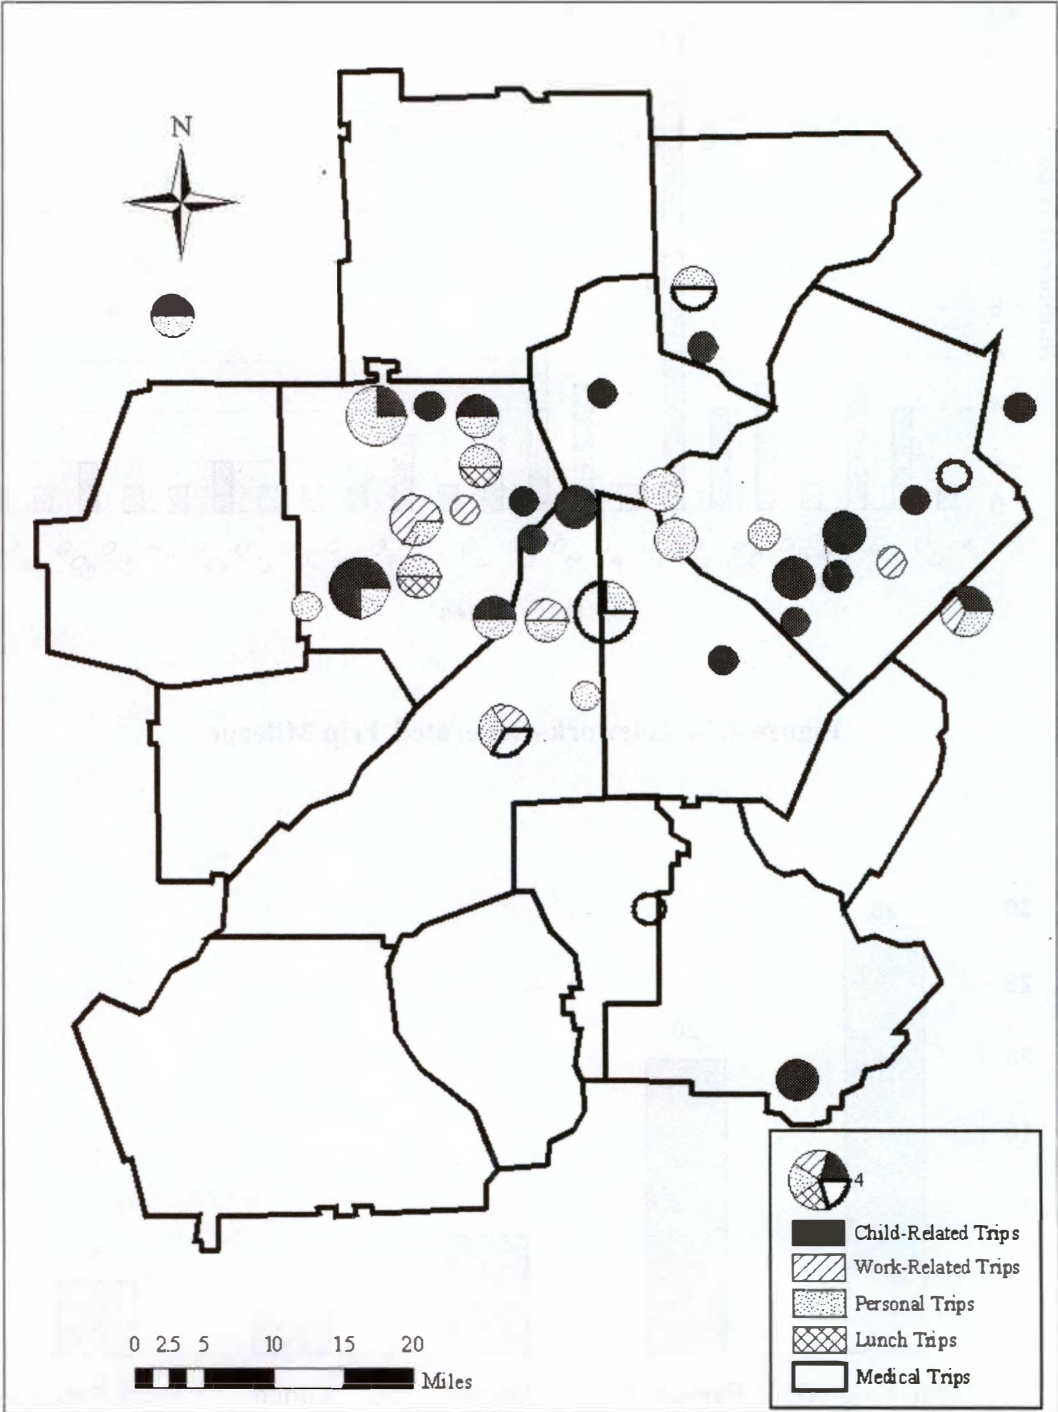 N
4
Child-Related Trips
Work-Related Trips
Personal Trips
Lunch Trips
Medical Trips
0 2.5 5 10 15 20
Miles